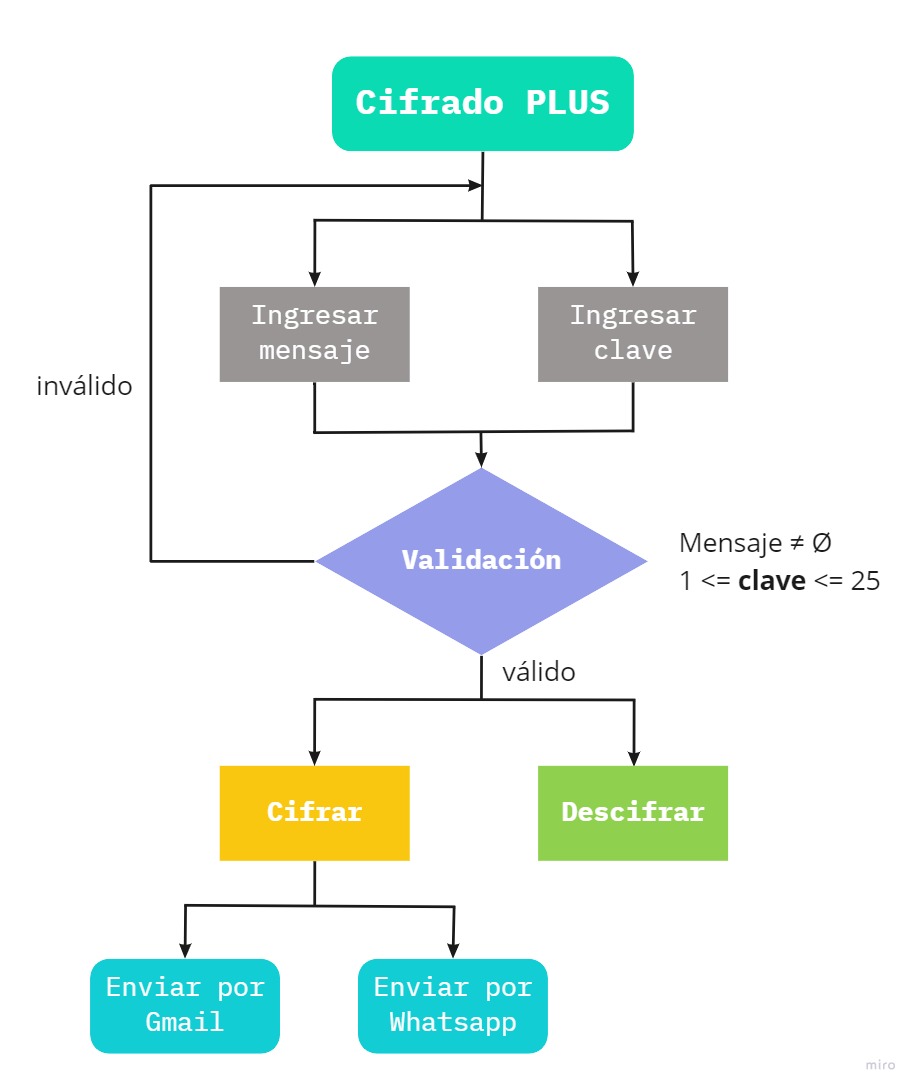 Cifrado PLUS
Ingresar
mensaje
Ingresar
clave
inválido
Validación
Mensaje ≠ Ø
1 <= clave <= 25
válido
Cifrar
Descifrar
Enviar por
Gmail
Enviar por
Whatsapp
miro